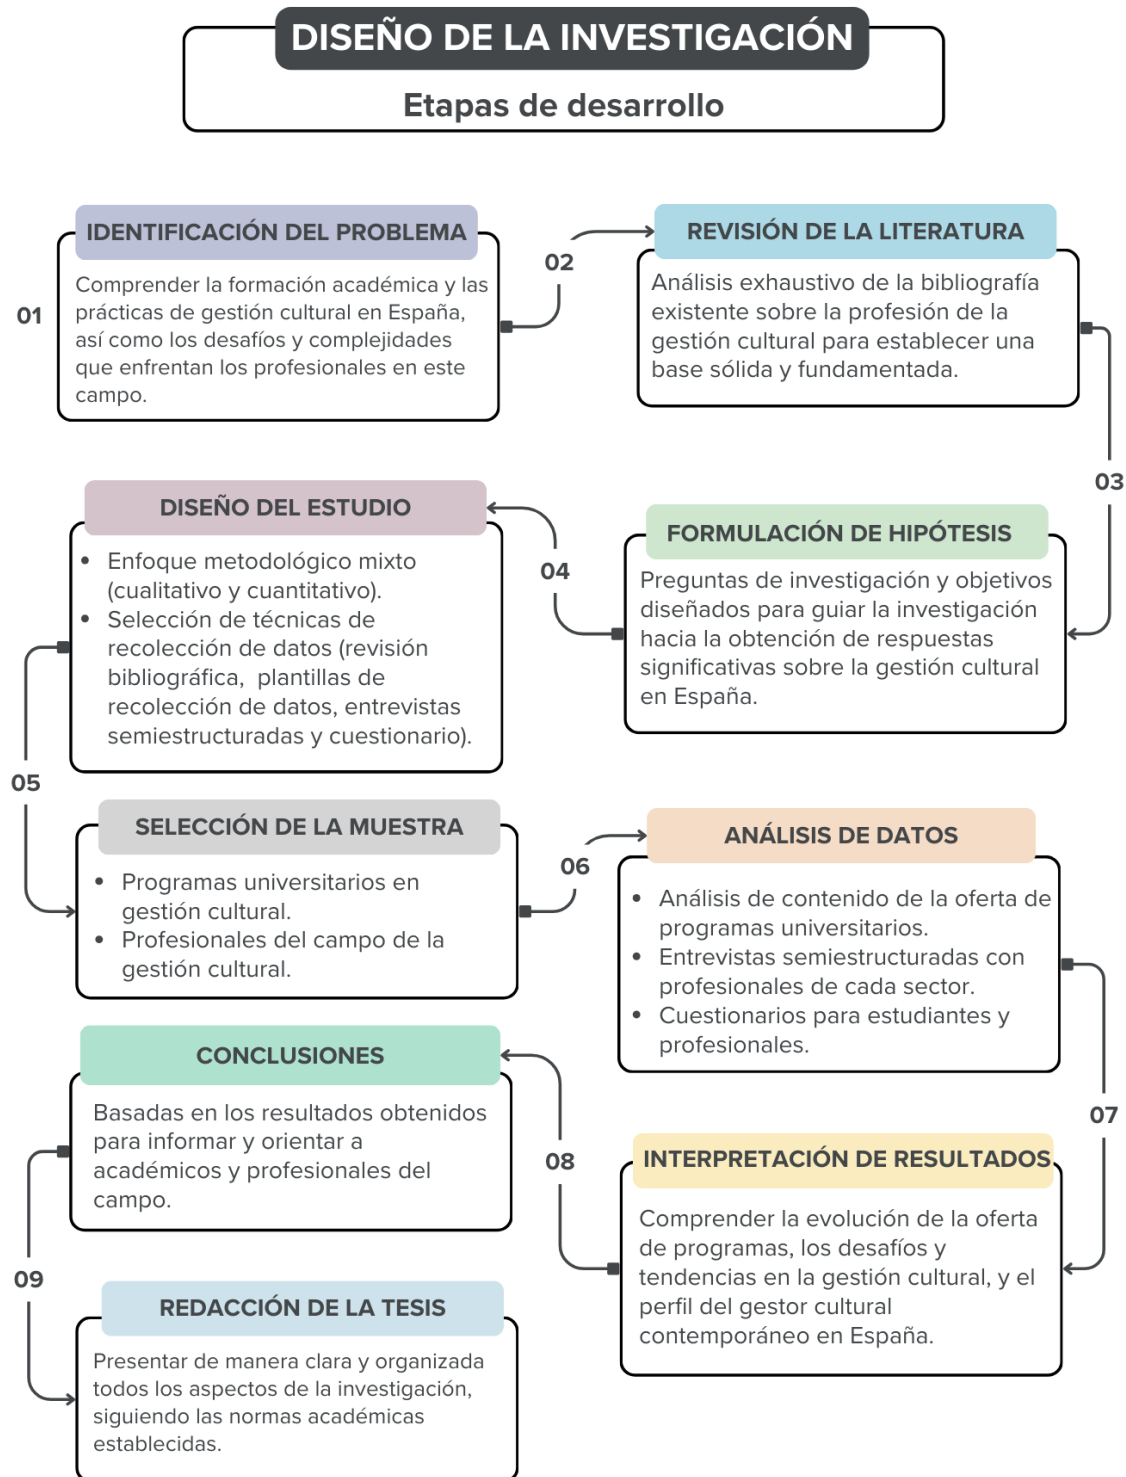 DISEÑO DE LA INVESTIGACIÓN
Etapas de desarrollo
01
IDENTIFICACIÓN DEL PROBLEMA
Comprender la formación académica y las
prácticas de gestión cultural en España,
así como los desafíos y complejidades
que enfrentan los profesionales en este
campo.
02
REVISIÓN DE LA LITERATURA
Análisis exhaustivo de la bibliografía
existente sobre la profesión de la
gestión cultural para establecer una
base sólida y fundamentada.
03
FORMULACIÓN DE HIPÓTESIS
Preguntas de investigación y objetivos
diseñados para guiar la investigación
hacia la obtención de respuestas
significativas sobre la gestión cultural
en España.
04
DISEÑO DEL ESTUDIO
• Enfoque metodológico mixto
(cualitativo y cuantitativo).
• Selección de técnicas de
recolección de datos (revisión
bibliográfica, plantillas de
recolección de datos, entrevistas
semiestructuradas y cuestionario).
05
SELECCIÓN DE LA MUESTRA
• Programas universitarios en
gestión cultural.
• Profesionales del campo de la
gestión cultural.
06
ANÁLISIS DE DATOS
• Análisis de contenido de la oferta de
programas universitarios.
• Entrevistas semiestructuradas con
profesionales de cada sector.
• Cuestionarios para estudiantes y
profesionales.
07
INTERPRETACIÓN DE RESULTADOS
Comprender la evolución de la oferta
de programas, los desafíos y
tendencias en la gestión cultural, y el
perfil del gestor cultural
contemporáneo en España.
08
CONCLUSIONES
Basadas en los resultados obtenidos
para informar y orientar a
académicos y profesionales del
campo.
09
REDACCIÓN DE LA TESIS
Presentar de manera clara y organizada
todos los aspectos de la investigación,
siguiendo las normas académicas
establecidas.